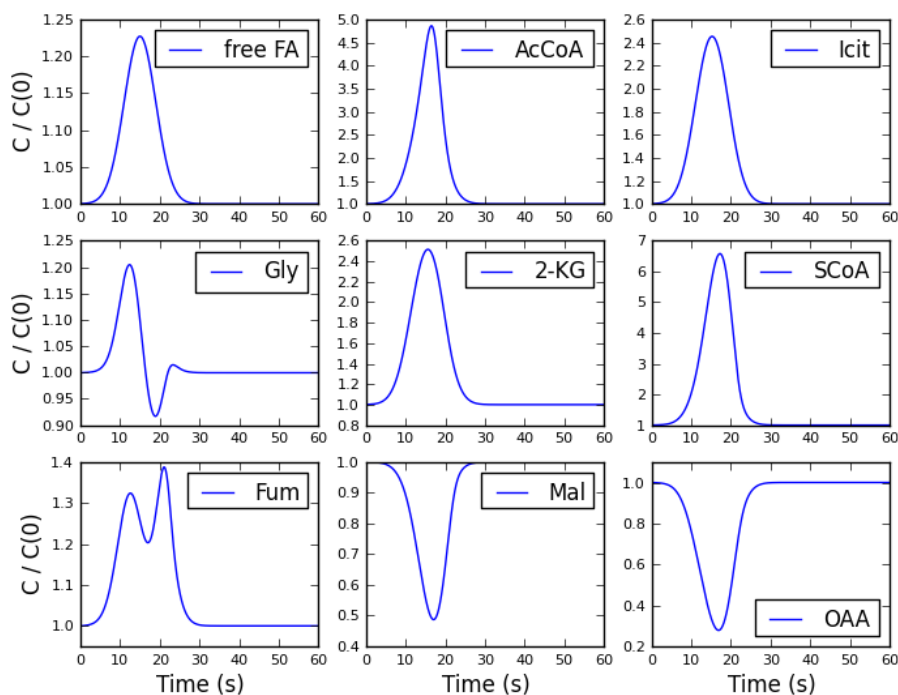 C / C(0)
1.25
1.20
1.15
1.10
1.05
1.00
0 10 20 30 40 50 60
free FA
5.0
4.5
4.0
3.5
3.0
2.5
2.0
1.5
1.0
0 10 20 30 40 50 60
AcCoA
2.6
2.4
2.2
2.0
1.8
1.6
1.4
1.2
1.0
0 10 20 30 40 50 60
Icit
C / C(0)
1.25
1.20
1.15
1.10
1.05
1.00
0.95
0.90
0 10 20 30 40 50 60
Gly
2.6
2.4
2.2
2.0
1.8
1.6
1.4
1.2
1.0
0.8
0 10 20 30 40 50 60
2-KG
7
6
5
4
3
2
1
0 10 20 30 40 50 60
SCoA
C / C(0)
1.4
1.3
1.2
1.1
1.0
0 10 20 30 40 50 60
Fum
Time (s)
1.0
0.9
0.8
0.7
0.6
0.5
0.4
0 10 20 30 40 50 60
Mal
Time (s)
1.0
0.8
0.6
0.4
0.2
0 10 20 30 40 50 60
OAA
Time (s)